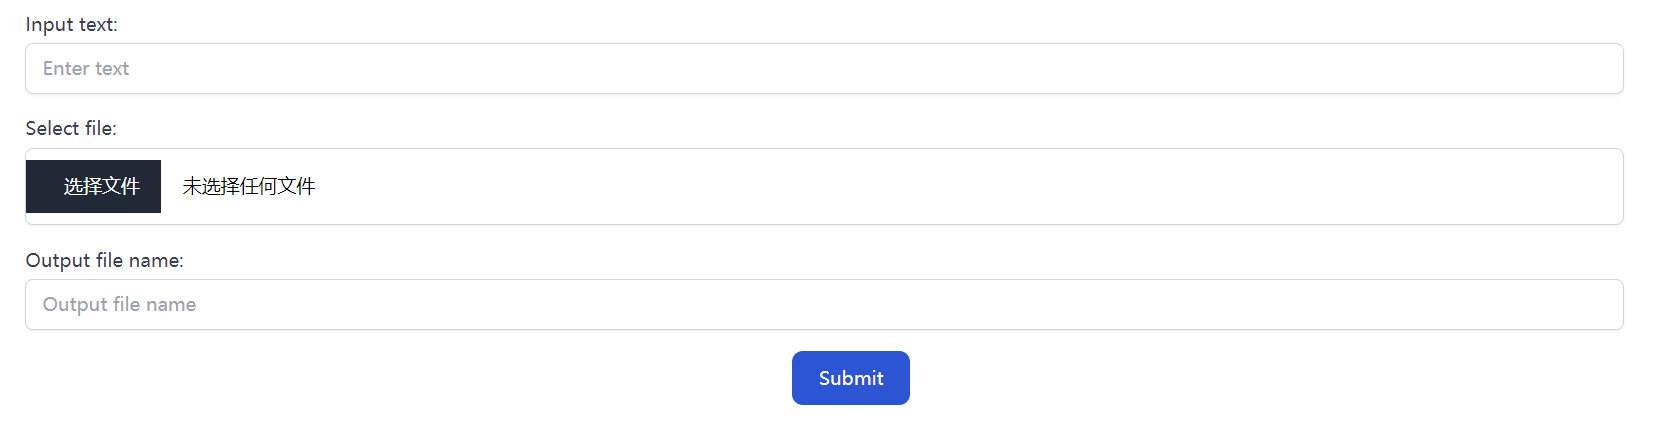 Input text:
Enter text
Select file:
选择文件 未选择任何文件
Output file name:
Output file name
Submit